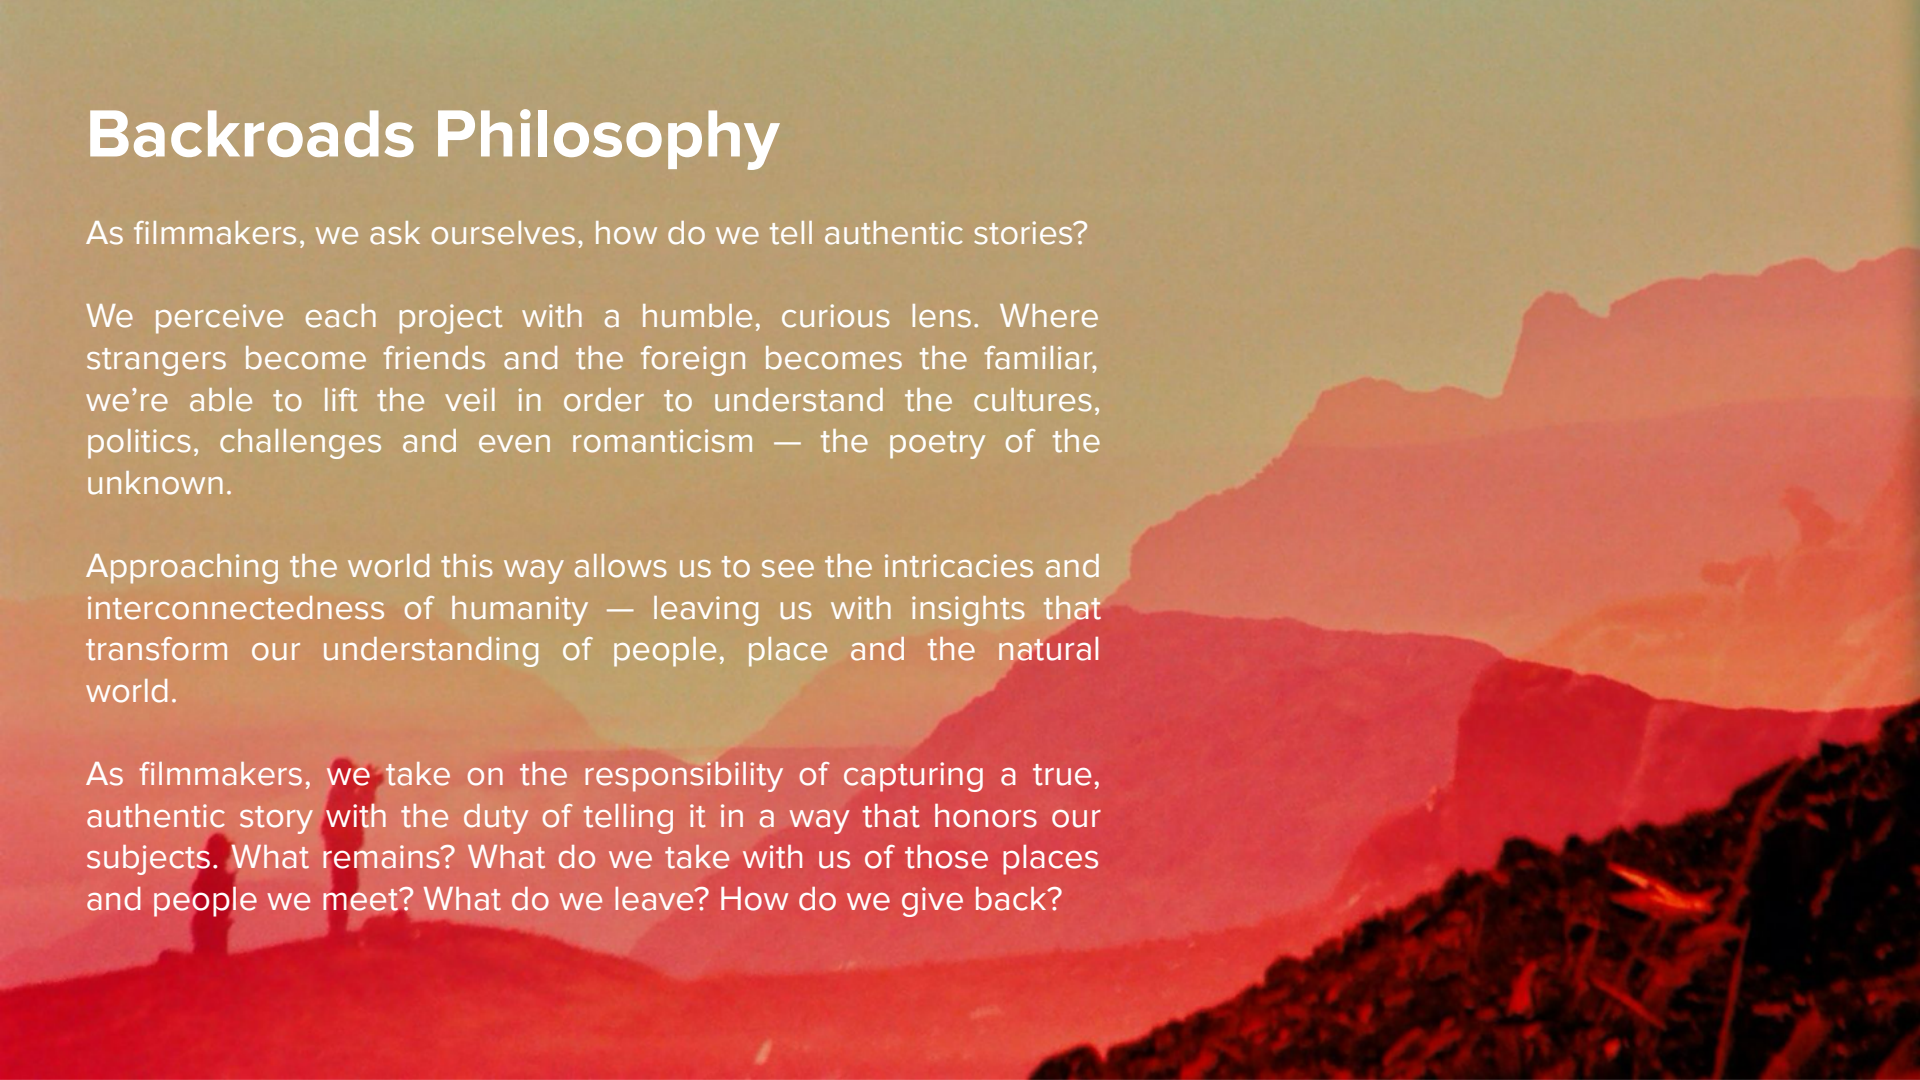 Backroads Philosophy
As filmmakers, we ask ourselves, how do we tell authentic stories?
We perceive each project with a humble, curious lens. Where
strangers become friends and the foreign becomes the familiar,
we’re able to lift the veil in order to understand the cultures,
politics, challenges and even romanticism — the poetry of the
unknown.
Approaching the world this way allows us to see the intricacies and
interconnectedness of humanity — leaving us with insights that
transform our understanding of people, place and the natural
world.
As filmmakers, we take on the responsibility of capturing a true,
authentic story with the duty of telling it in a way that honors our
subjects. What remains? What do we take with us of those places
and people we meet? What do we leave? How do we give back?